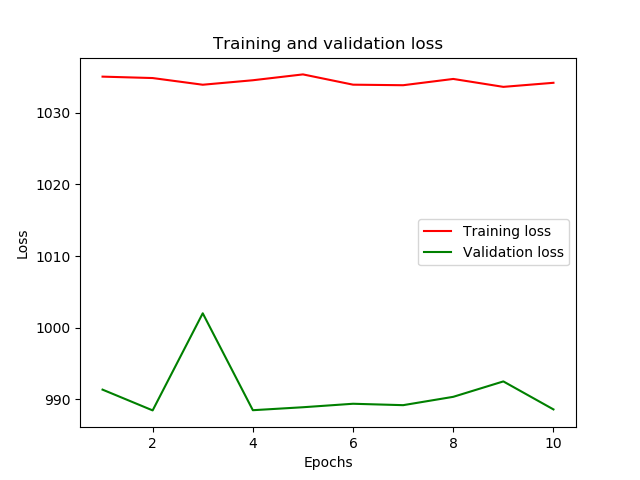 Training and validation loss
1030
1020
1010
1000
990
Loss
Training loss
Validation loss
2
4
6
8
10
Epochs